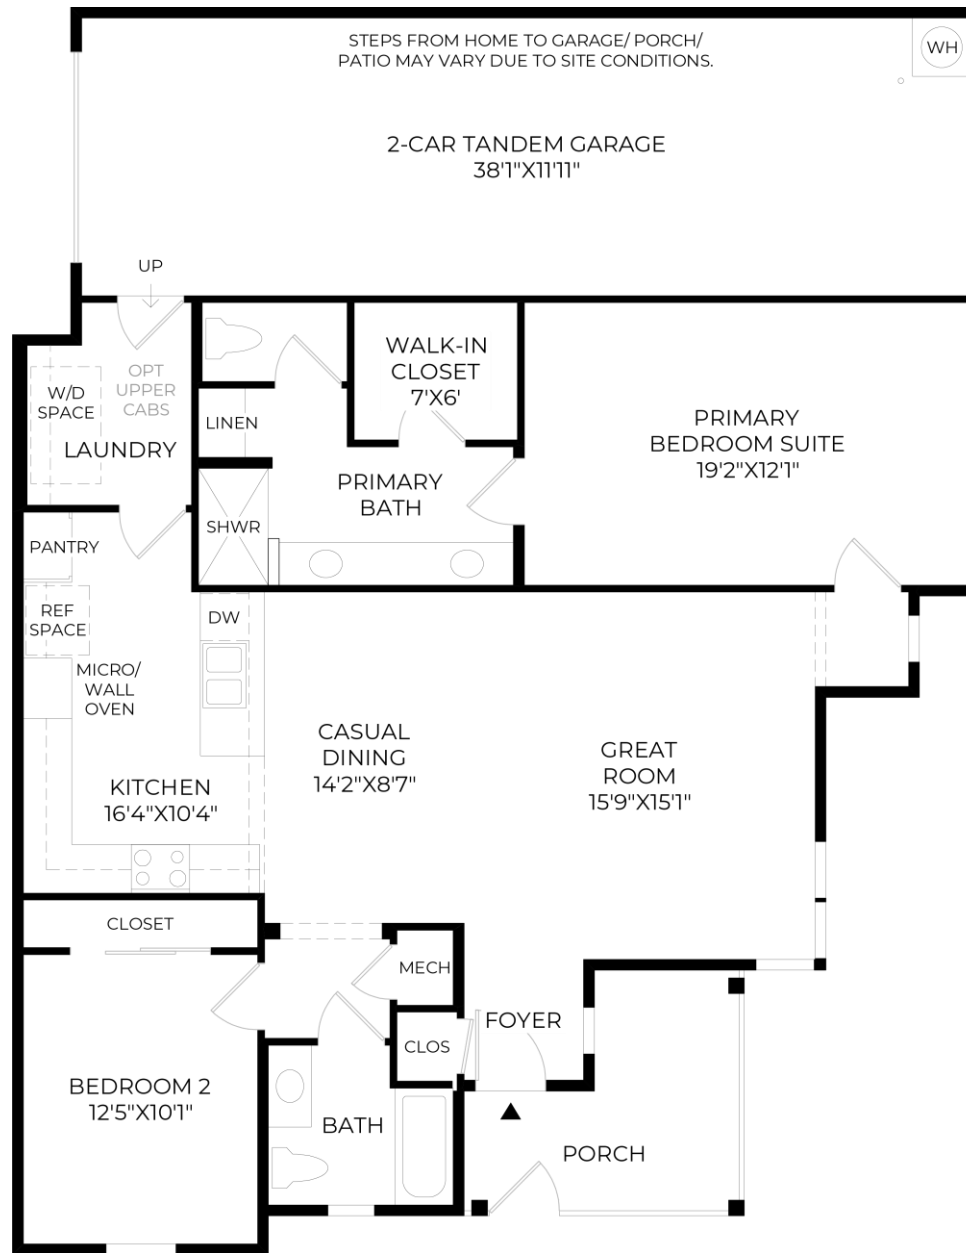 STEPS FROM HOME TO GARAGE/ PORCH/
PATIO MAY VARY DUE TO SITE CONDITIONS.
WH
2-CAR TANDEM GARAGE
38'1"X11'11"
UP
OPT
UPPER
CABS
W/D
SPACE
LAUNDRY
LINEN
WALK-IN
CLOSET
7'X6'
PRIMARY
BATH
SHWR
PRIMARY
BEDROOM SUITE
19'2"X12'1"
PANTRY
REF
SPACE
DW
MICRO/
WALL
OVEN
KITCHEN
16'4"X10'4"
CASUAL
DINING
14'2"X8'7"
GREAT
ROOM
15'9"X15'1"
CLOSET
MECH
CLOS
FOYER
BEDROOM 2
12'5"X10'1"
BATH
PORCH